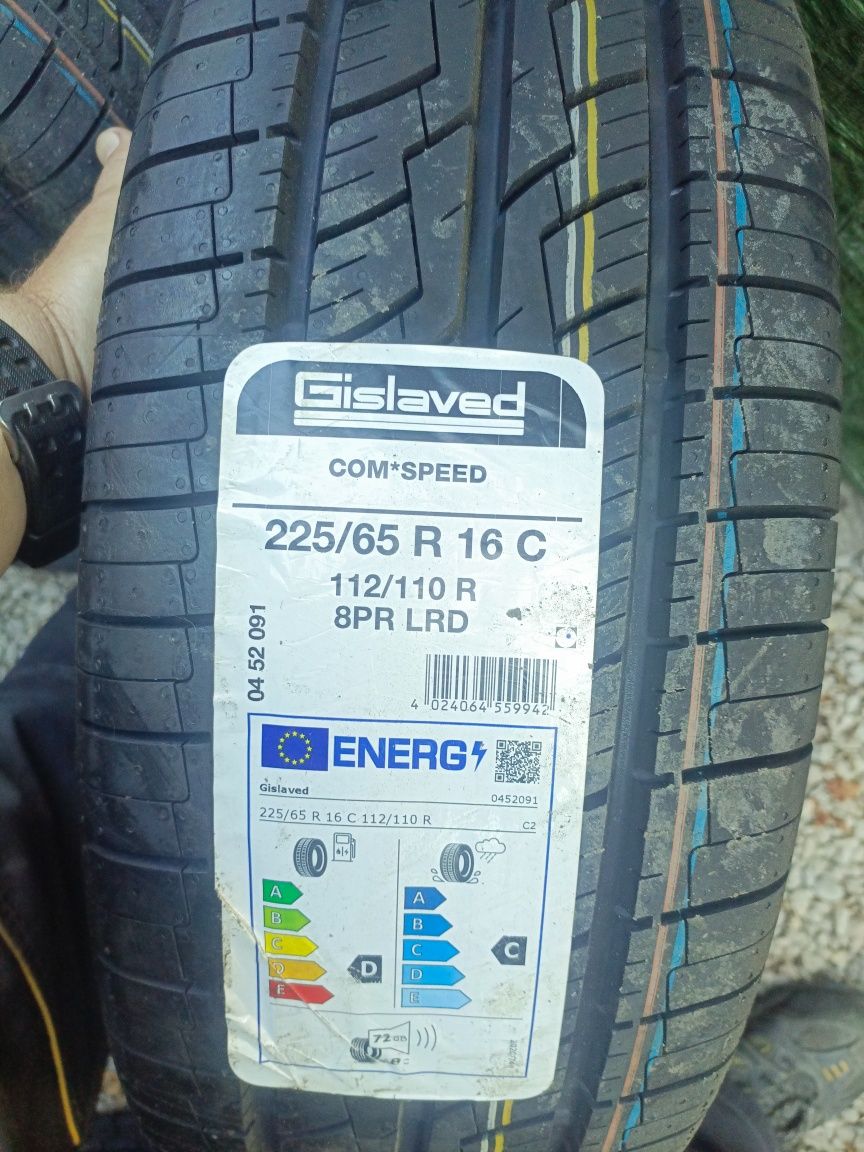 Gislaved
COM*SPEED
225/65 R 16 C
112/110 R
8PR LRD
04 52 091
4 024064 559942
ENERG
Gislaved
0452091
225/65 R 16 C 112/110 R
C2
A
A
B
B
C
C
C
D
D
D
E
E
72 dB